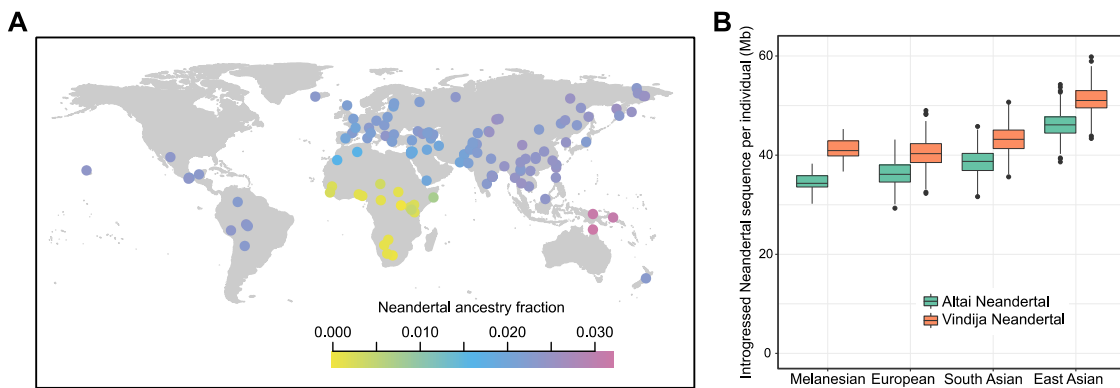 A
Neandertal ancestry fraction
0.000 0.010 0.020 0.030
B
Introgressed Neandertal sequence per individual (Mb)
60
40
20
0
Altai Neandertal
Vindija Neandertal
Melanesian European South Asian East Asian